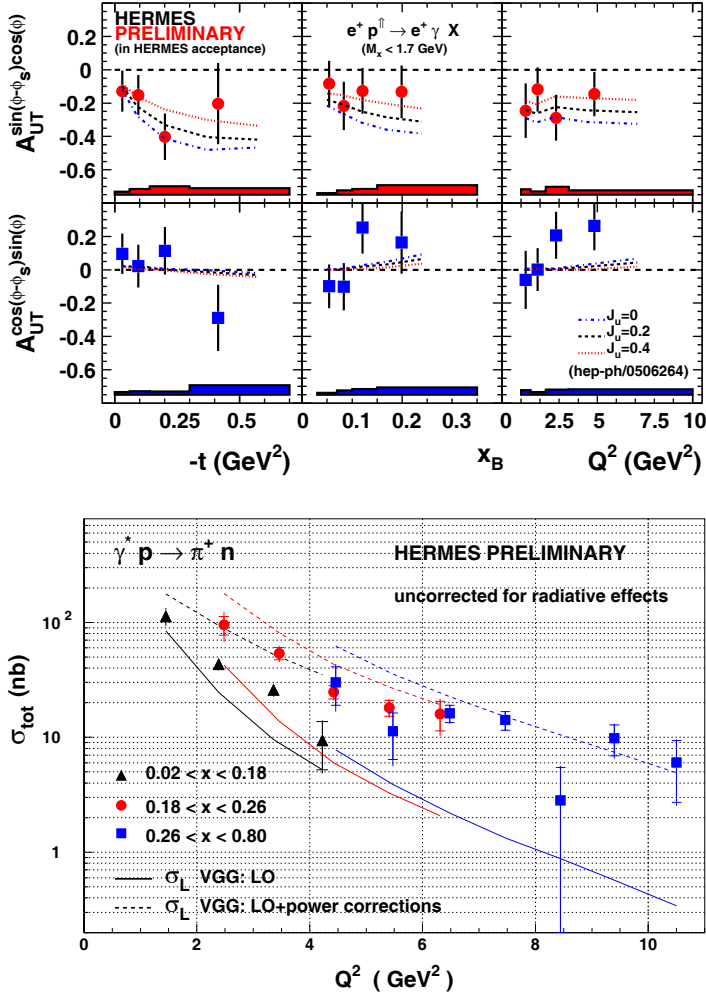 HERMES
PRELIMINARY
(in HERMES acceptance)
e+ p⇑ → e+ γ X
(Mx < 1.7 GeV)
AUT sin(φ-φs)cos(φ)
0.2
0
-0.2
-0.4
-0.6
AUT cos(φ-φs)sin(φ)
0.2
0
-0.2
-0.4
-0.6
Ju=0
Ju=0.2
Ju=0.4
(hep-ph/0506264)
0 0.25 0.5
0 0.1 0.2 0.3
0 2.5 5 7.5 10
-t (GeV2)
xB
Q2 (GeV2)
γ* p → π+ n
HERMES PRELIMINARY
uncorrected for radiative effects
σtot (nb)
10 2
10
1
0.02 < x < 0.18
0.18 < x < 0.26
0.26 < x < 0.80
σL VGG: LO
σL VGG: LO+power corrections
0 2 4 6 8 10
Q2 ( GeV2)